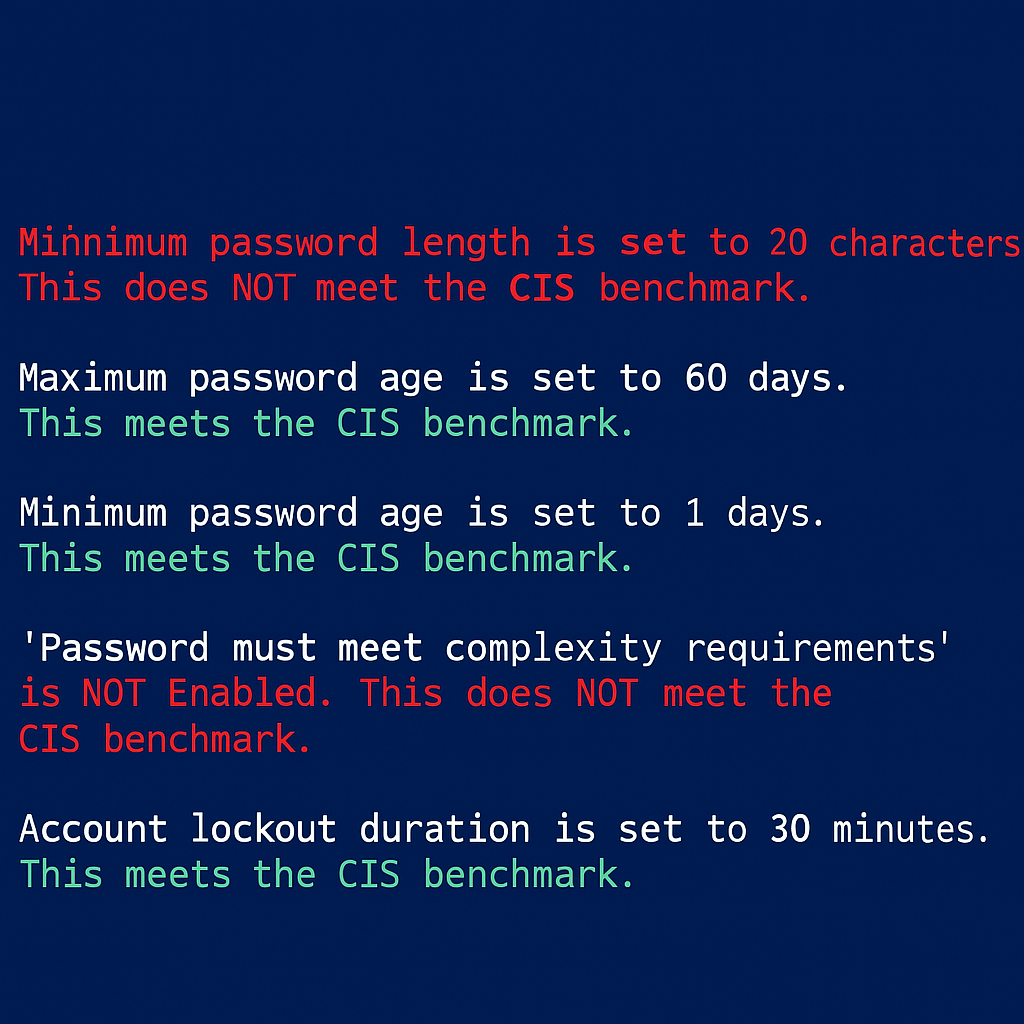 Miṅnimum password length is set to 20 characters
This does NOT meet the CIS benchmark.
Maximum password age is set to 60 days.
This meets the CIS benchmark.
Minimum password age is set to 1 days.
This meets the CIS benchmark.
'Password must meet complexity requirements'
is NOT Enabled. This does NOT meet the
CIS benchmark.
Account lockout duration is set to 30 minutes.
This meets the CIS benchmark.